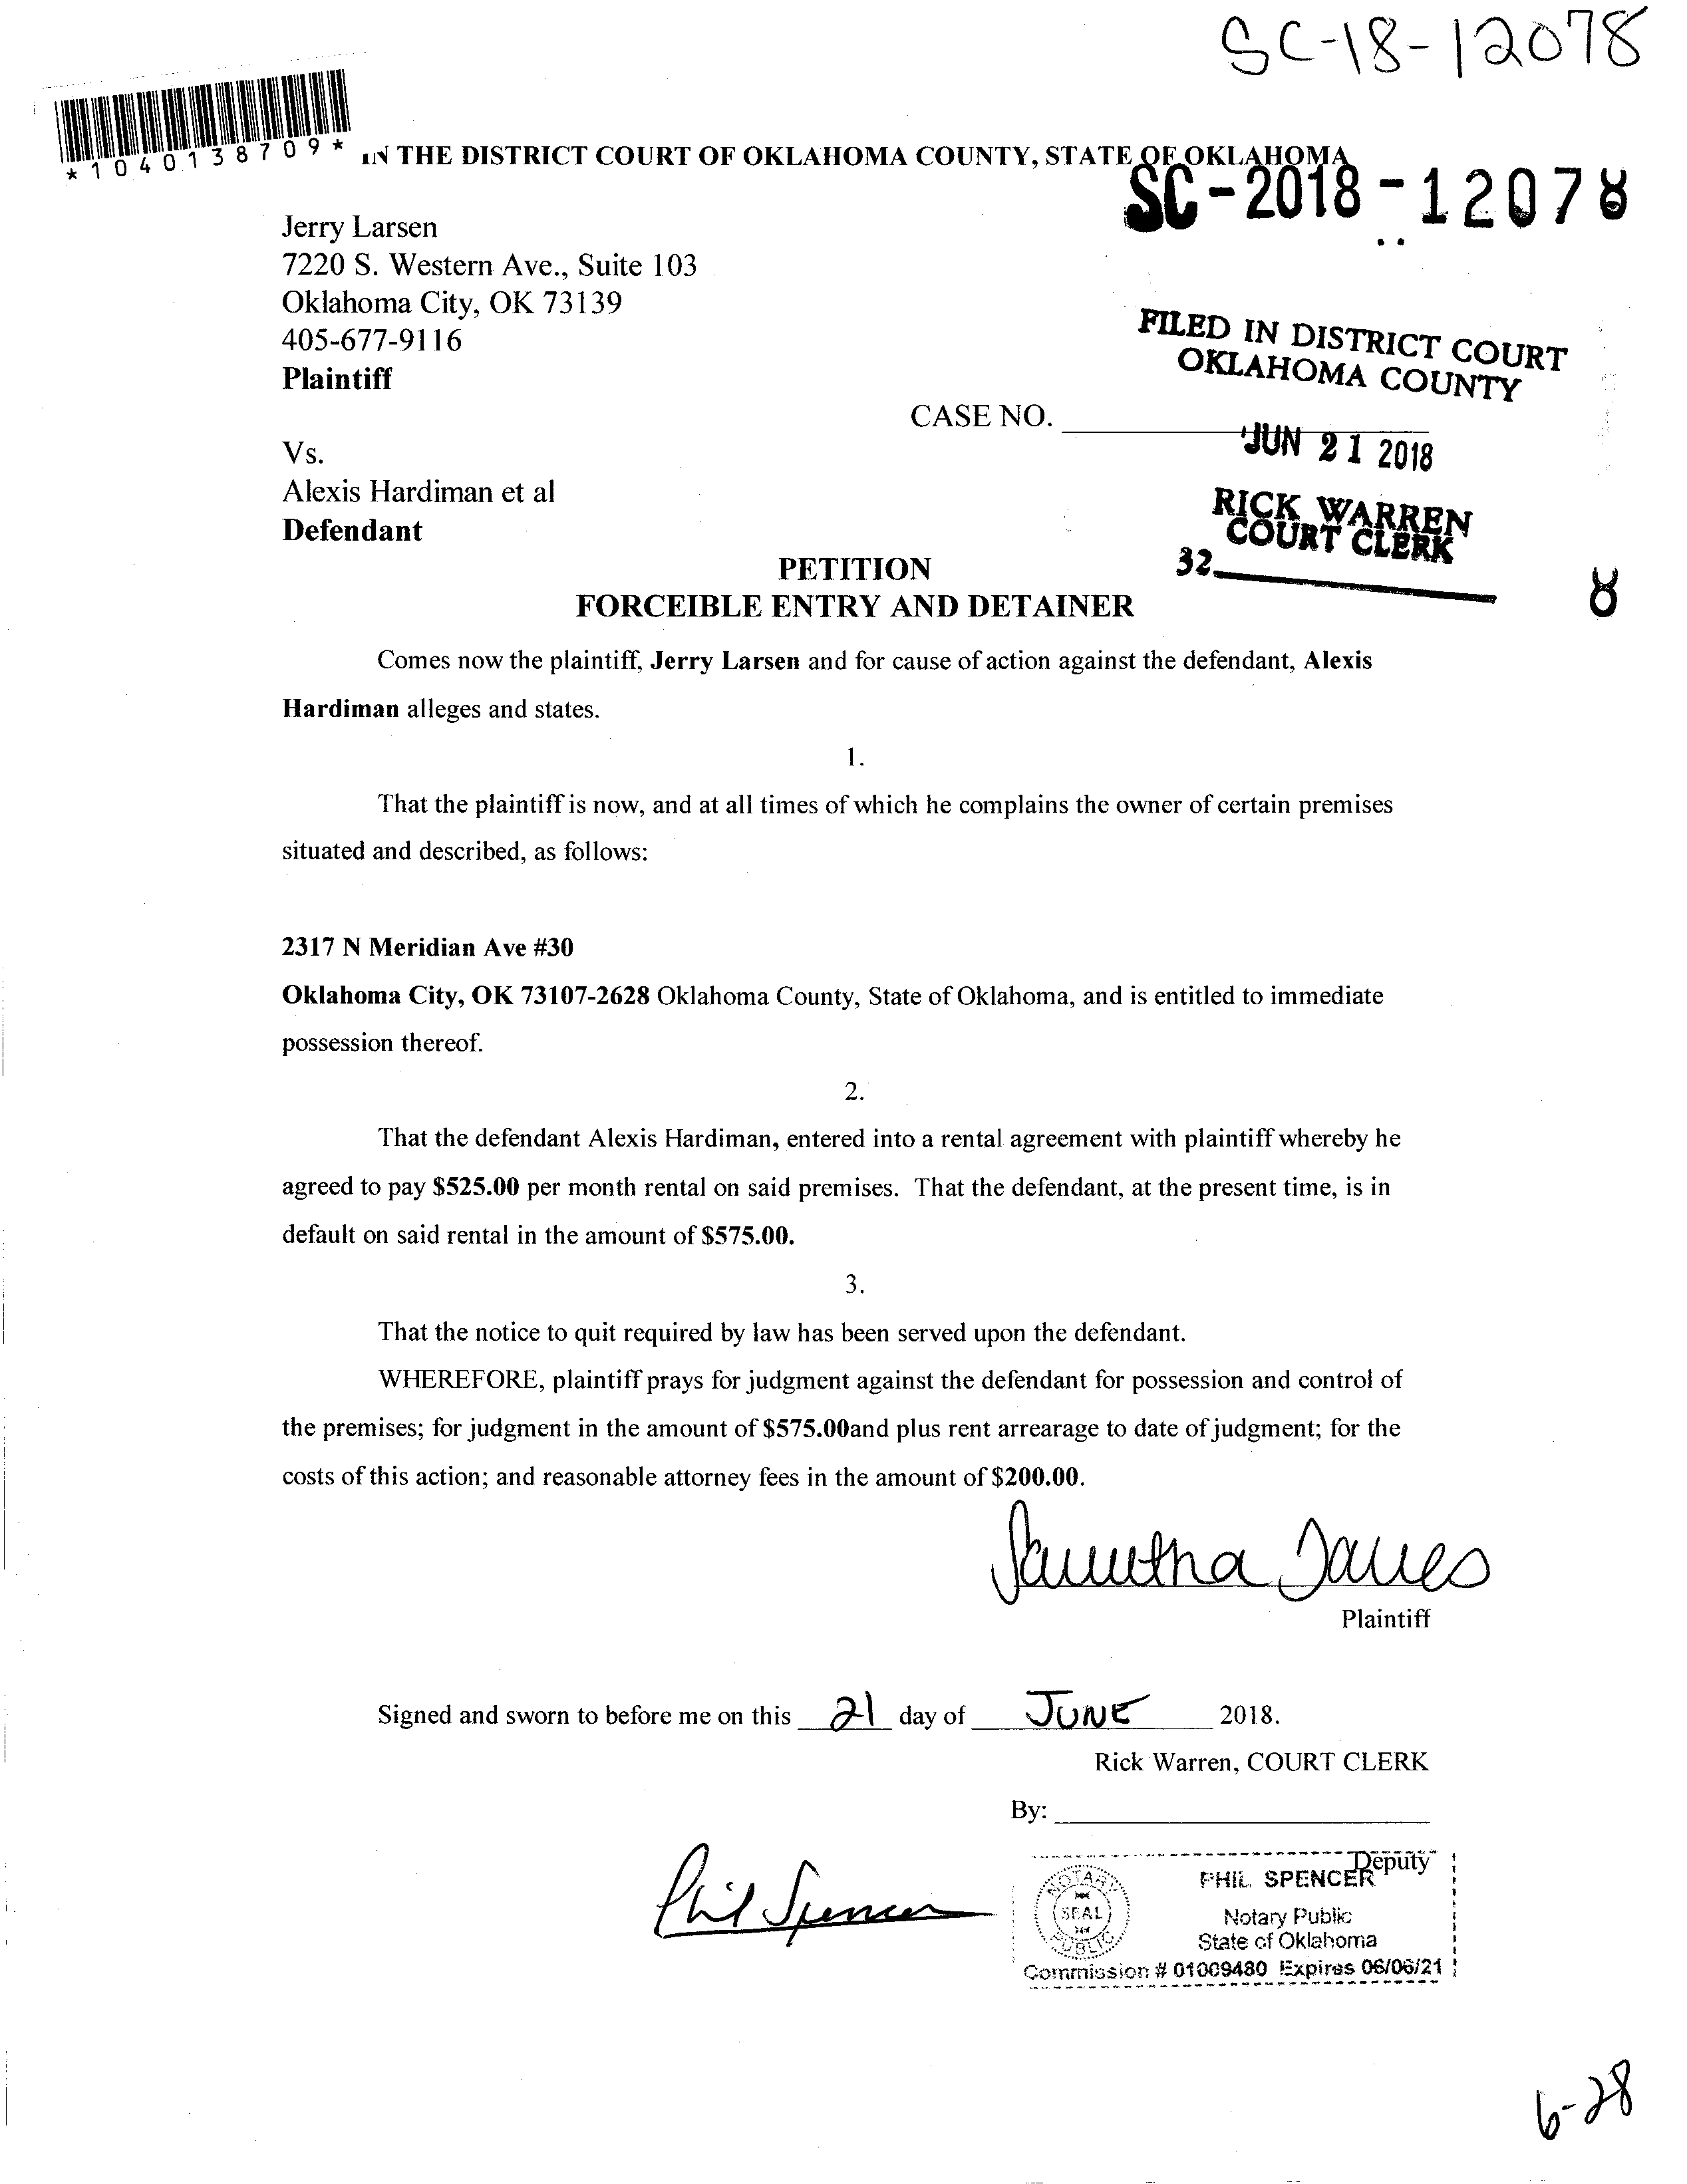 SC-18-12078
*1040138709*
IN THE DISTRICT COURT OF OKLAHOMA COUNTY, STATE OF OKLAHOMA
SC-2018-12078
Jerry Larsen
7220 S. Western Ave., Suite 103
Oklahoma City, OK 73139
405-677-9116
Plaintiff
FILED IN DISTRICT COURT
OKLAHOMA COUNTY
CASE NO.
JUN 21 2018
Vs.
Alexis Hardiman et al
Defendant
RICK WARREN
COURT CLERK
32
PETITION
FORCEIBLE ENTRY AND DETAINER
8
Comes now the plaintiff, Jerry Larsen and for cause of action against the defendant, Alexis
Hardiman alleges and states.
1.
That the plaintiff is now, and at all times of which he complains the owner of certain premises
situated and described, as follows:
2317 N Meridian Ave #30
Oklahoma City, OK 73107-2628 Oklahoma County, State of Oklahoma, and is entitled to immediate
possession thereof.
2.
That the defendant Alexis Hardiman, entered into a rental agreement with plaintiff whereby he
agreed to pay $525.00 per month rental on said premises. That the defendant, at the present time, is in
default on said rental in the amount of $575.00.
3.
That the notice to quit required by law has been served upon the defendant.
WHEREFORE, plaintiff prays for judgment against the defendant for possession and control of
the premises; for judgment in the amount of $575.00and plus rent arrearage to date of judgment; for the
costs of this action; and reasonable attorney fees in the amount of $200.00.
Plaintiff
Signed and sworn to before me on this 21 day of JUNE 2018.
Rick Warren, COURT CLERK
By:
Deputy
Phil Spencer
NOTARY
SEAL
PUBLIC
PHIL SPENCER
Notary Public
State of Oklahoma
Commission # 01009480 Expires 06/06/21
6-28